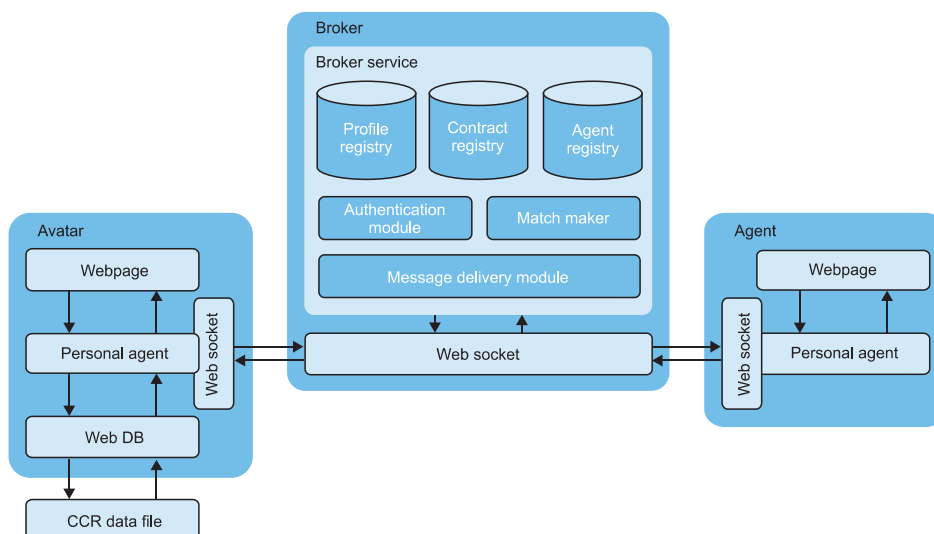 Broker
Broker service
Profile
registry
Contract
registry
Agent
registry
Authentication
module
Match maker
Message delivery module
Web socket
Avatar
Webpage
Personal agent
Web socket
Web DB
CCR data file
Agent
Webpage
Web socket
Personal agent